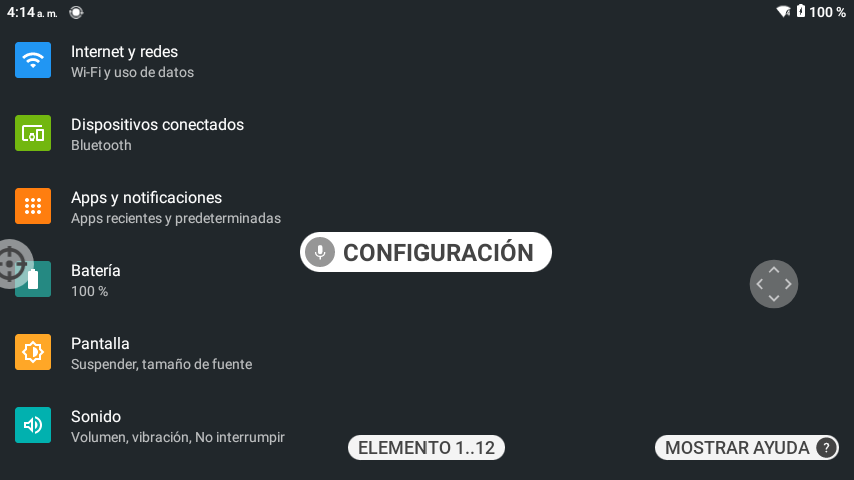 4:14 a. m.
100 %
Internet y redes
Wi-Fi y uso de datos
Dispositivos conectados
Bluetooth
Apps y notificaciones
Apps recientes y predeterminadas
CONFIGURACIÓN
Batería
100 %
Pantalla
Suspender, tamaño de fuente
Sonido
Volumen, vibración, No interrumpir
ELEMENTO 1..12
MOSTRAR AYUDA ?